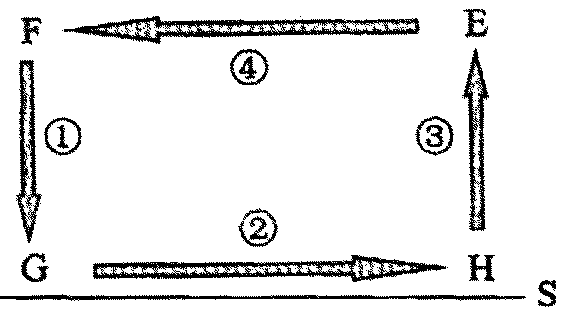 F E
④
① ③
②
G H
S